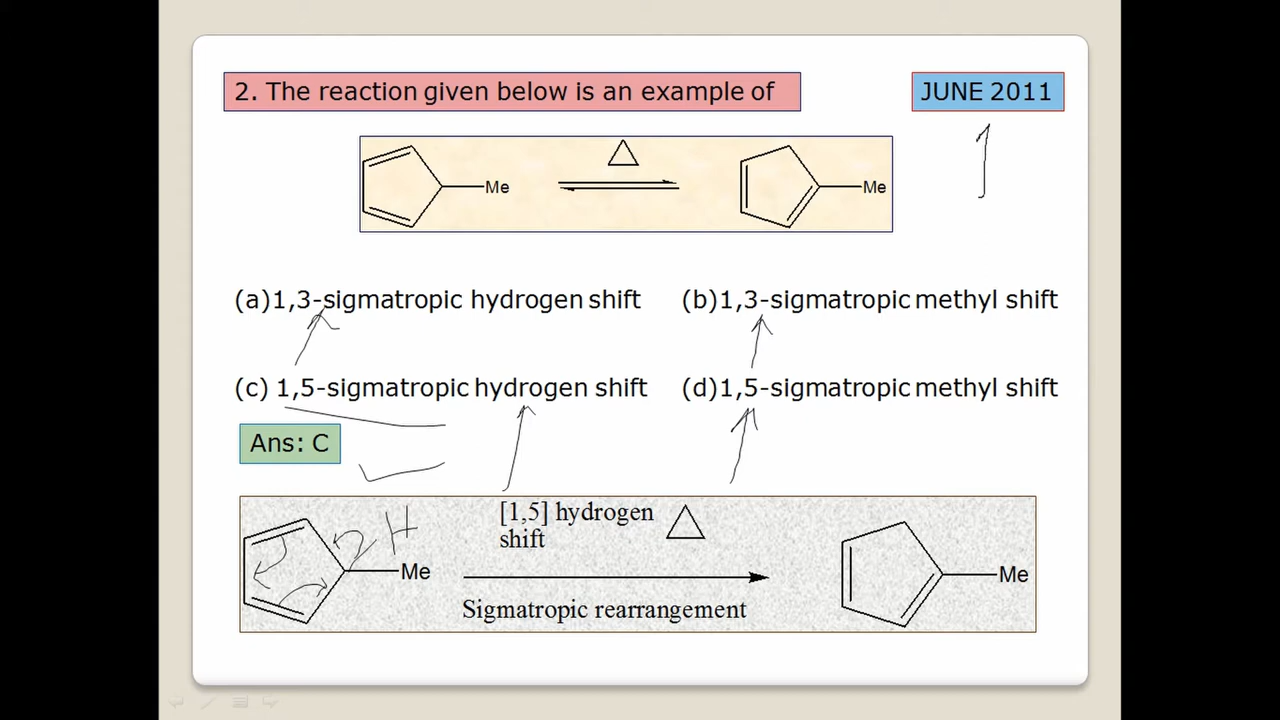 2. The reaction given below is an example of
JUNE 2011
Me
Me
(a)1,3-sigmatropic hydrogen shift
(b)1,3-sigmatropic methyl shift
(c) 1,5-sigmatropic hydrogen shift
(d)1,5-sigmatropic methyl shift
Ans: C
H
Me
[1,5] hydrogen
shift
Sigmatropic rearrangement
Me